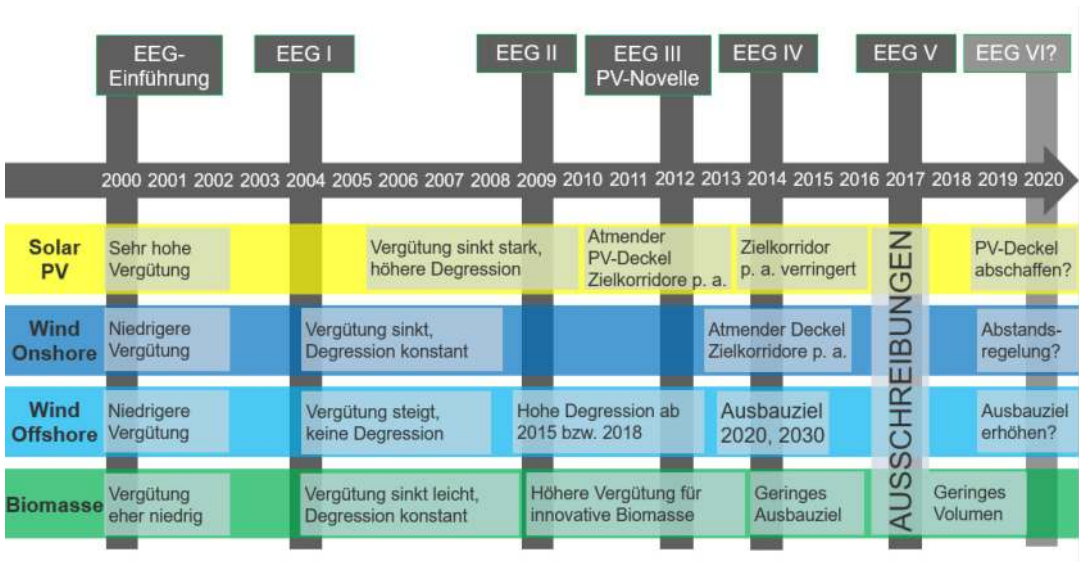 EEG-
Einführung
EEG I
EEG II
EEG III
PV-Novelle
EEG IV
EEG V
EEG VI?
2000 2001 2002 2003 2004 2005 2006 2007 2008 2009 2010 2011 2012 2013 2014 2015 2016 2017 2018 2019 2020
Solar
PV
Sehr hohe
Vergütung
Vergütung sinkt stark,
höhere Degression
Atmender
PV-Deckel
Zielkorridore p. a.
Zielkorridor
p. a. verringert
PV-Deckel
abschaffen?
Wind
Onshore
Niedrigere
Vergütung
Vergütung sinkt,
Degression konstant
Atmender Deckel
Zielkorridore p. a.
Abstands-
regelung?
Wind
Offshore
Niedrigere
Vergütung
Vergütung steigt,
keine Degression
Hohe Degression ab
2015 bzw. 2018
Ausbauziel
2020, 2030
Ausbauziel
erhöhen?
Biomasse
Vergütung
eher niedrig
Vergütung sinkt leicht,
Degression konstant
Höhere Vergütung für
innovative Biomasse
Geringes
Ausbauziel
Geringes
Volumen
AUSSCHREIBUNGEN